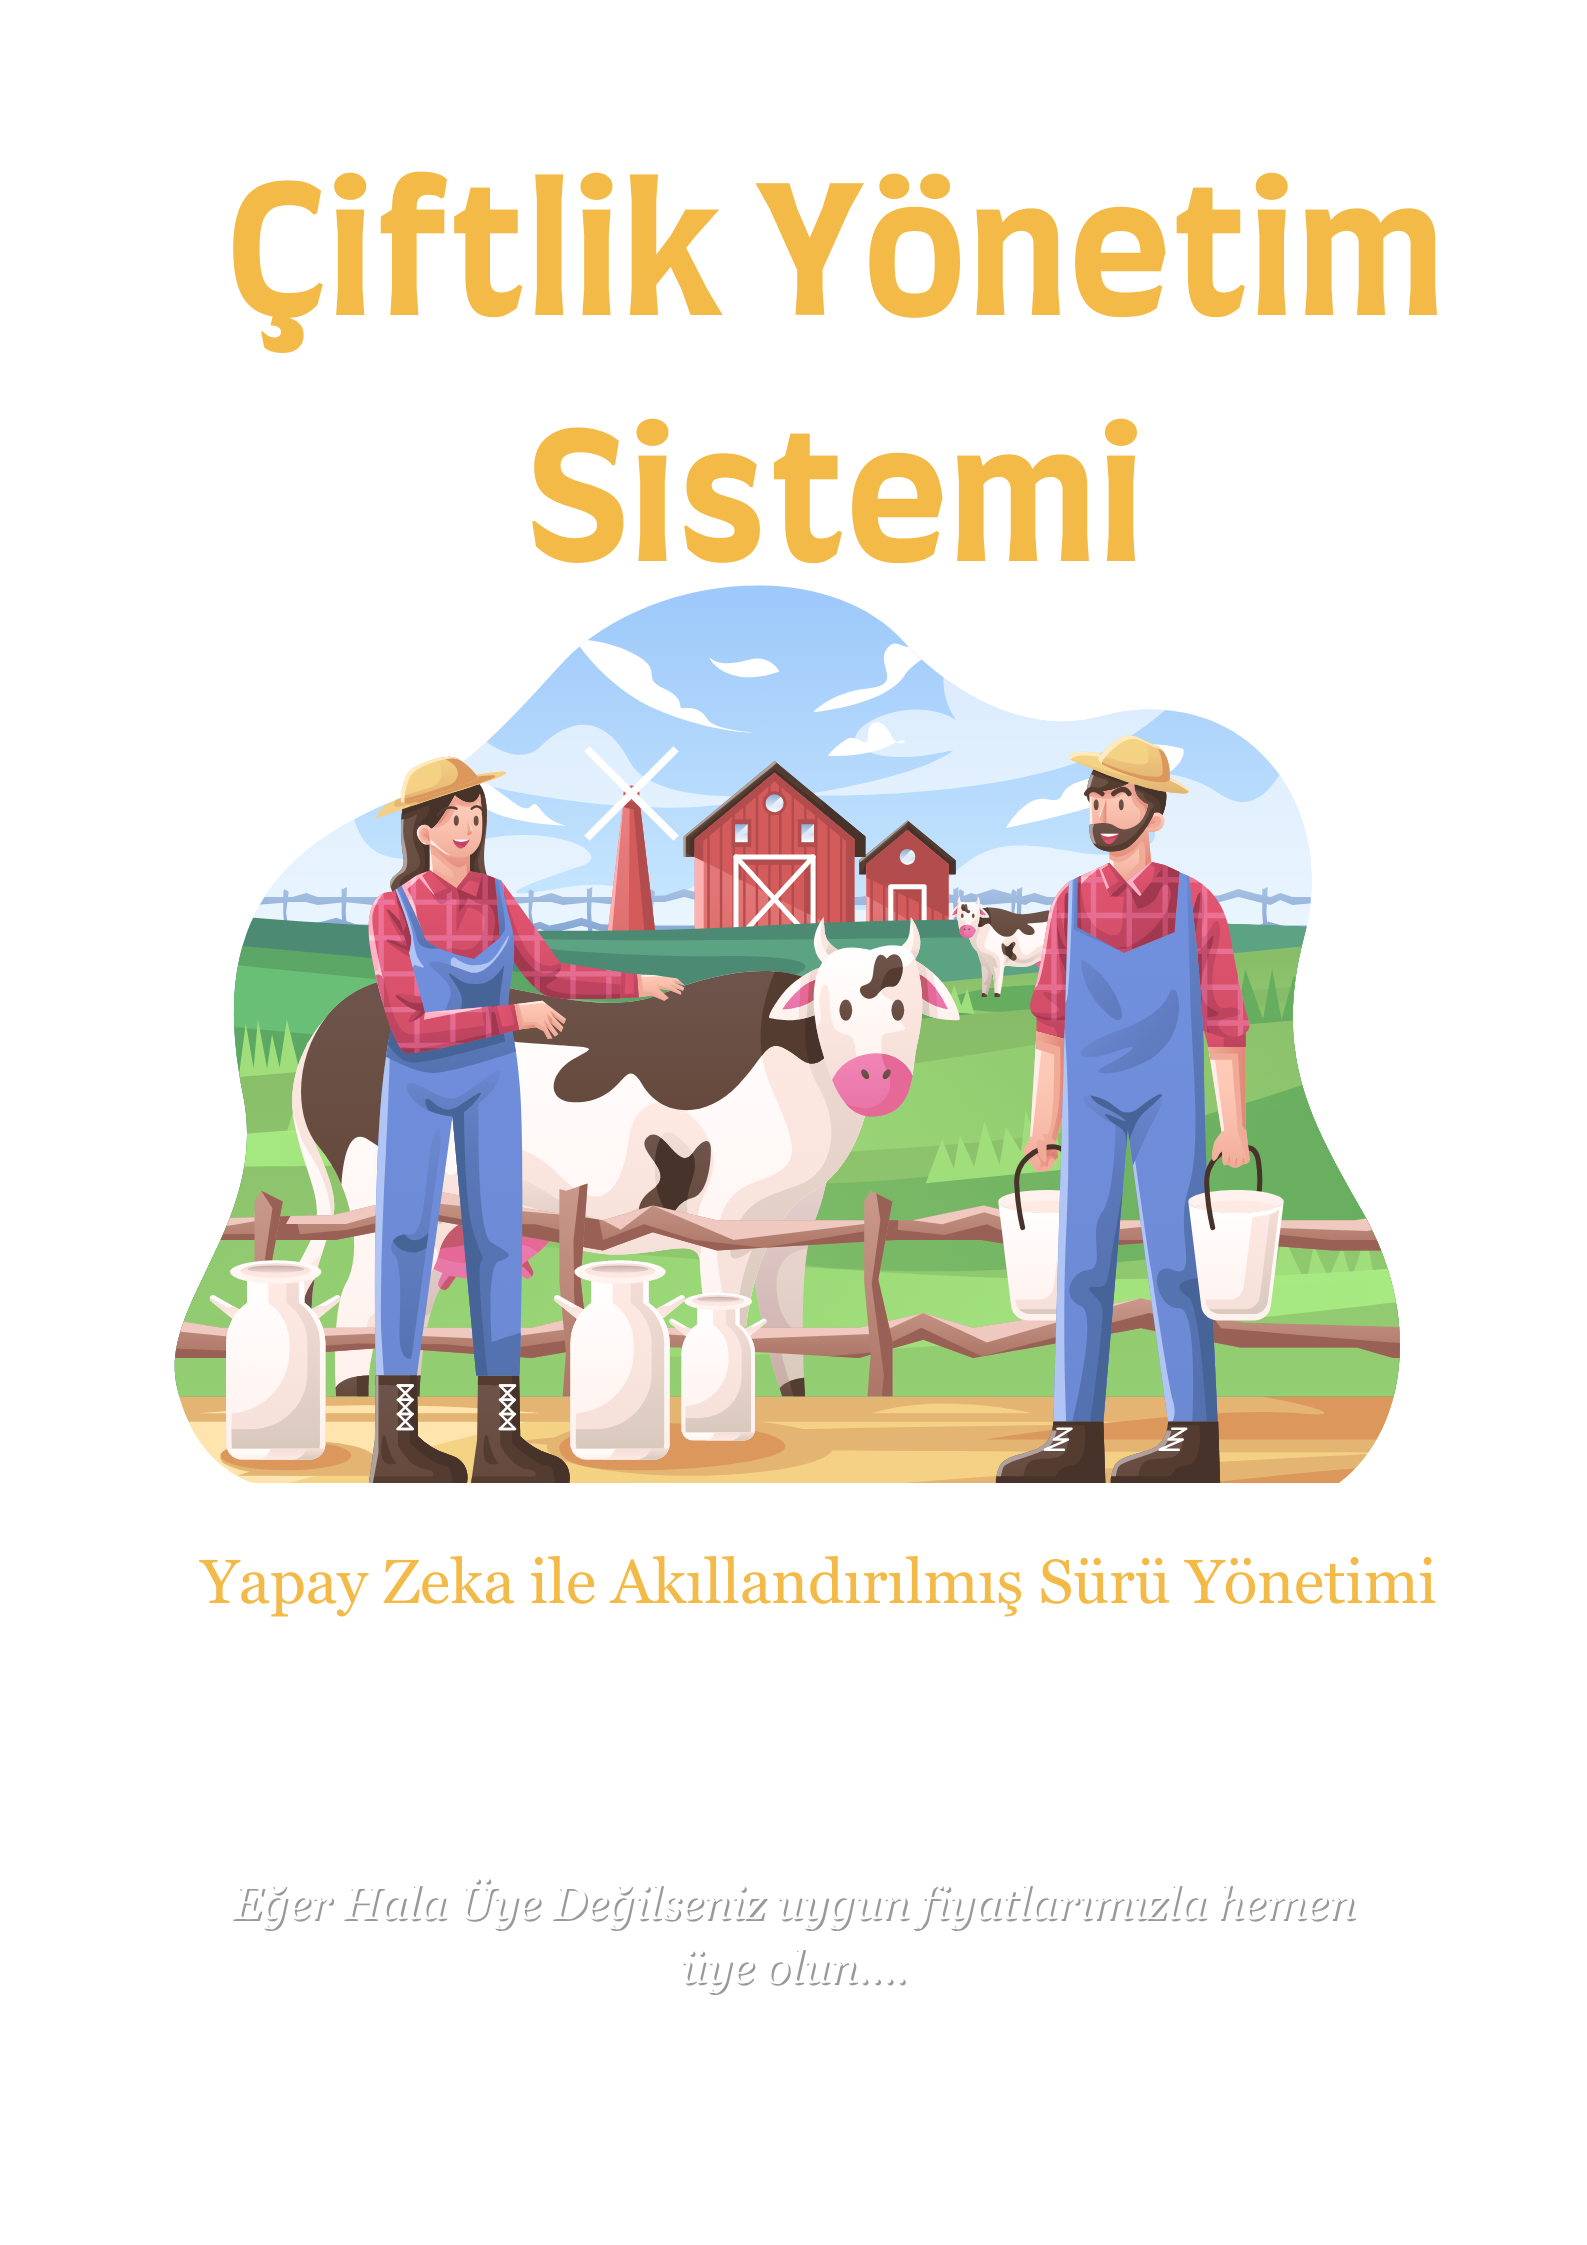 Çiftlik Yönetim
Sistemi
Yapay Zeka ile Akıllandırılmış Sürü Yönetimi
Eğer Hala Üye Değilseniz uygun fiyatlarımızla hemen
üye olun....